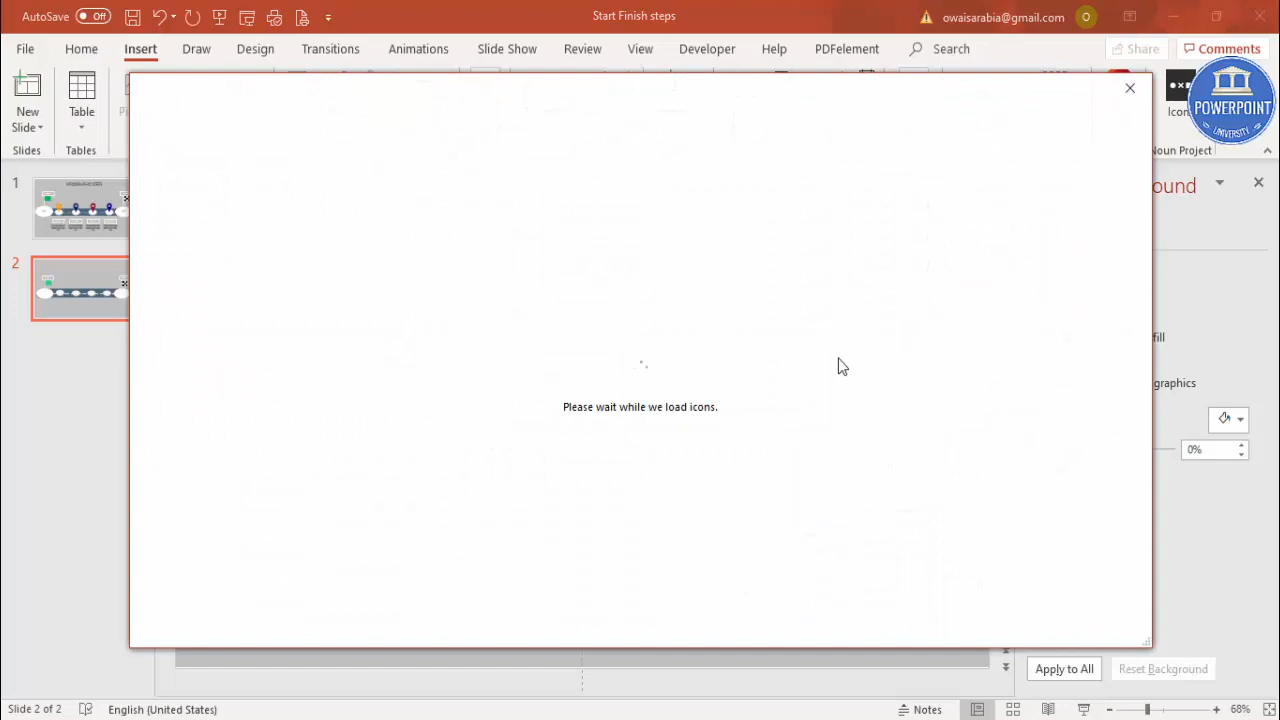 AutoSave Off Start Finish steps owaisarabia@gmail.com O
File Home Insert Draw Design Transitions Animations Slide Show Review View Developer Help PDFelement Search Share Comments
New
Slide
Table
Slides
Tables
POWERPOINT
UNIVERSITY
Noun Project
1
2
ound
fill
graphics
0%
Please wait while we load icons.
Apply to All Reset Background
Slide 2 of 2 English (United States) Notes 68%